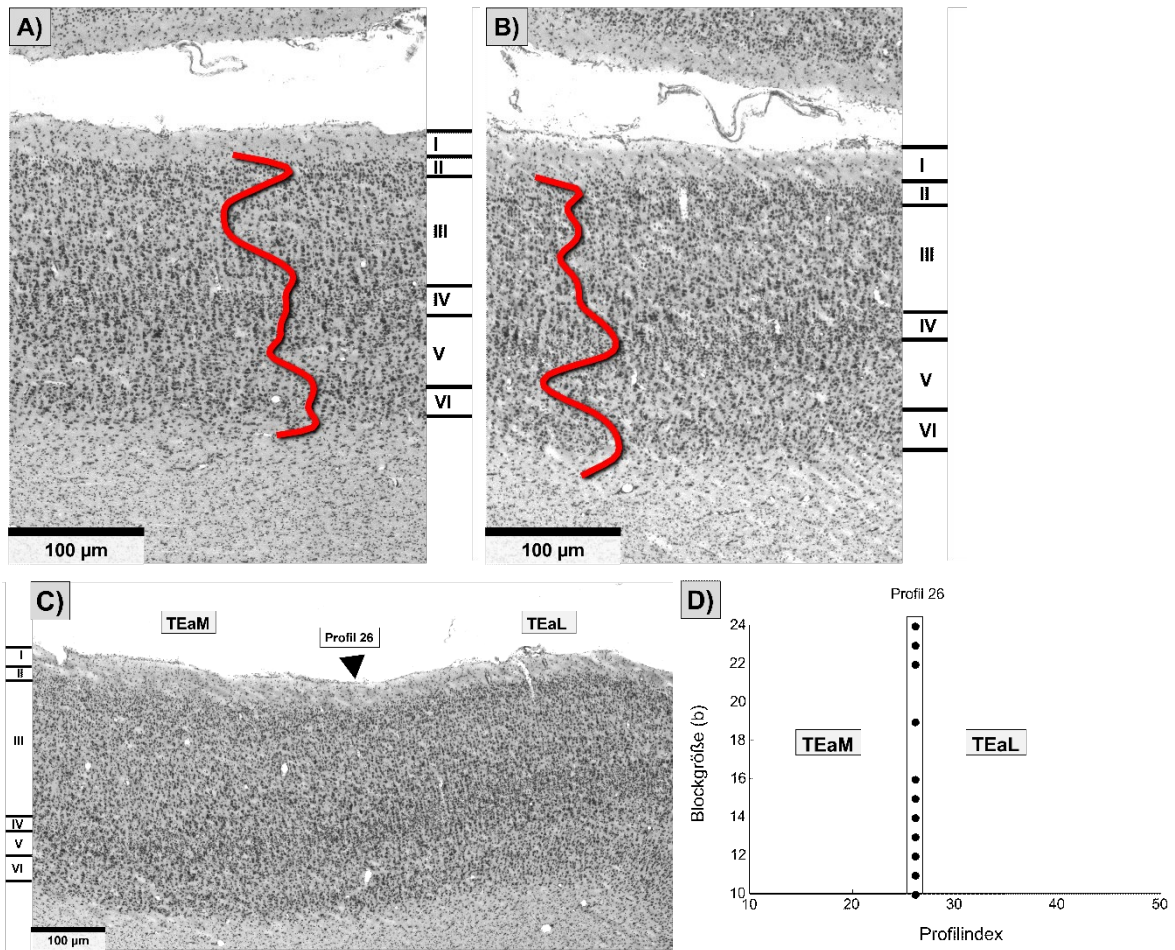 A)
I
II
III
IV
V
VI
100 µm
B)
I
II
III
IV
V
VI
100 µm
C)
TEaM
Profil 26
TEaL
I
II
III
IV
V
VI
100 µm
D)
Profil 26
24
22
20
18
16
14
12
10
Blockgröße (b)
TEaM
TEaL
10 20 30 40 50
Profilindex